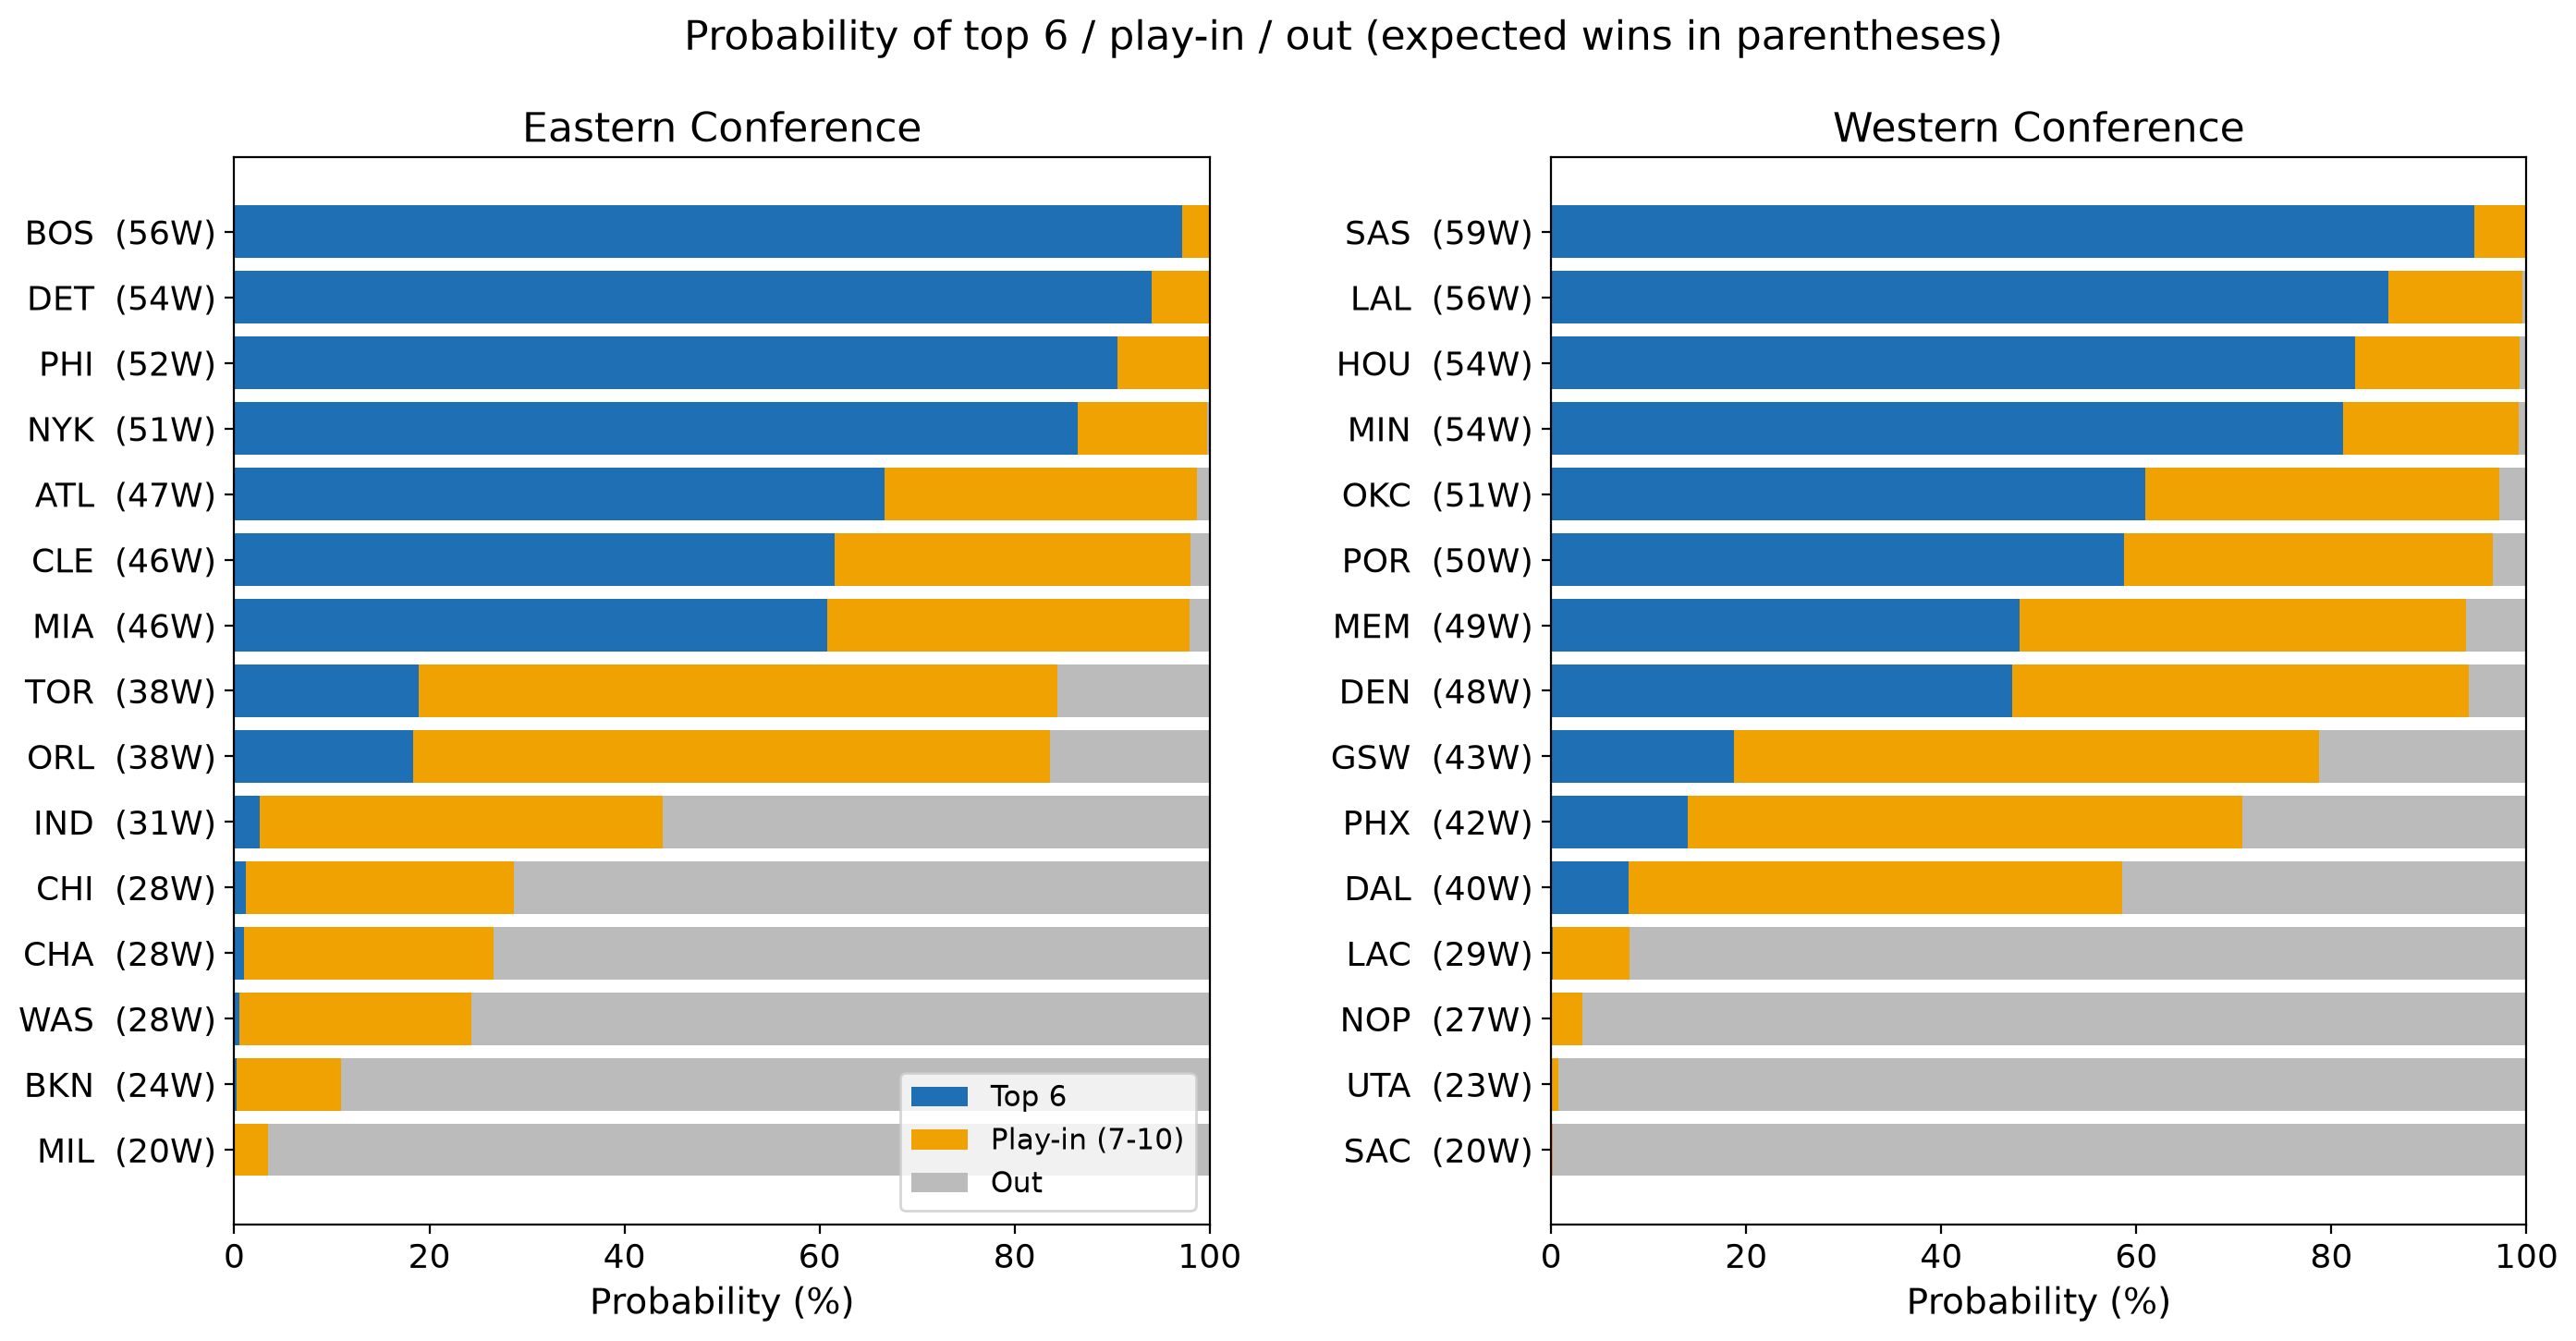 Probability of top 6 / play-in / out (expected wins in parentheses)
Eastern Conference
BOS (56W)
DET (54W)
PHI (52W)
NYK (51W)
ATL (47W)
CLE (46W)
MIA (46W)
TOR (38W)
ORL (38W)
IND (31W)
CHI (28W)
CHA (28W)
WAS (28W)
BKN (24W)
MIL (20W)
Top 6
Play-in (7-10)
Out
0 20 40 60 80 100
Probability (%)
Western Conference
SAS (59W)
LAL (56W)
HOU (54W)
MIN (54W)
OKC (51W)
POR (50W)
MEM (49W)
DEN (48W)
GSW (43W)
PHX (42W)
DAL (40W)
LAC (29W)
NOP (27W)
UTA (23W)
SAC (20W)
0 20 40 60 80 100
Probability (%)